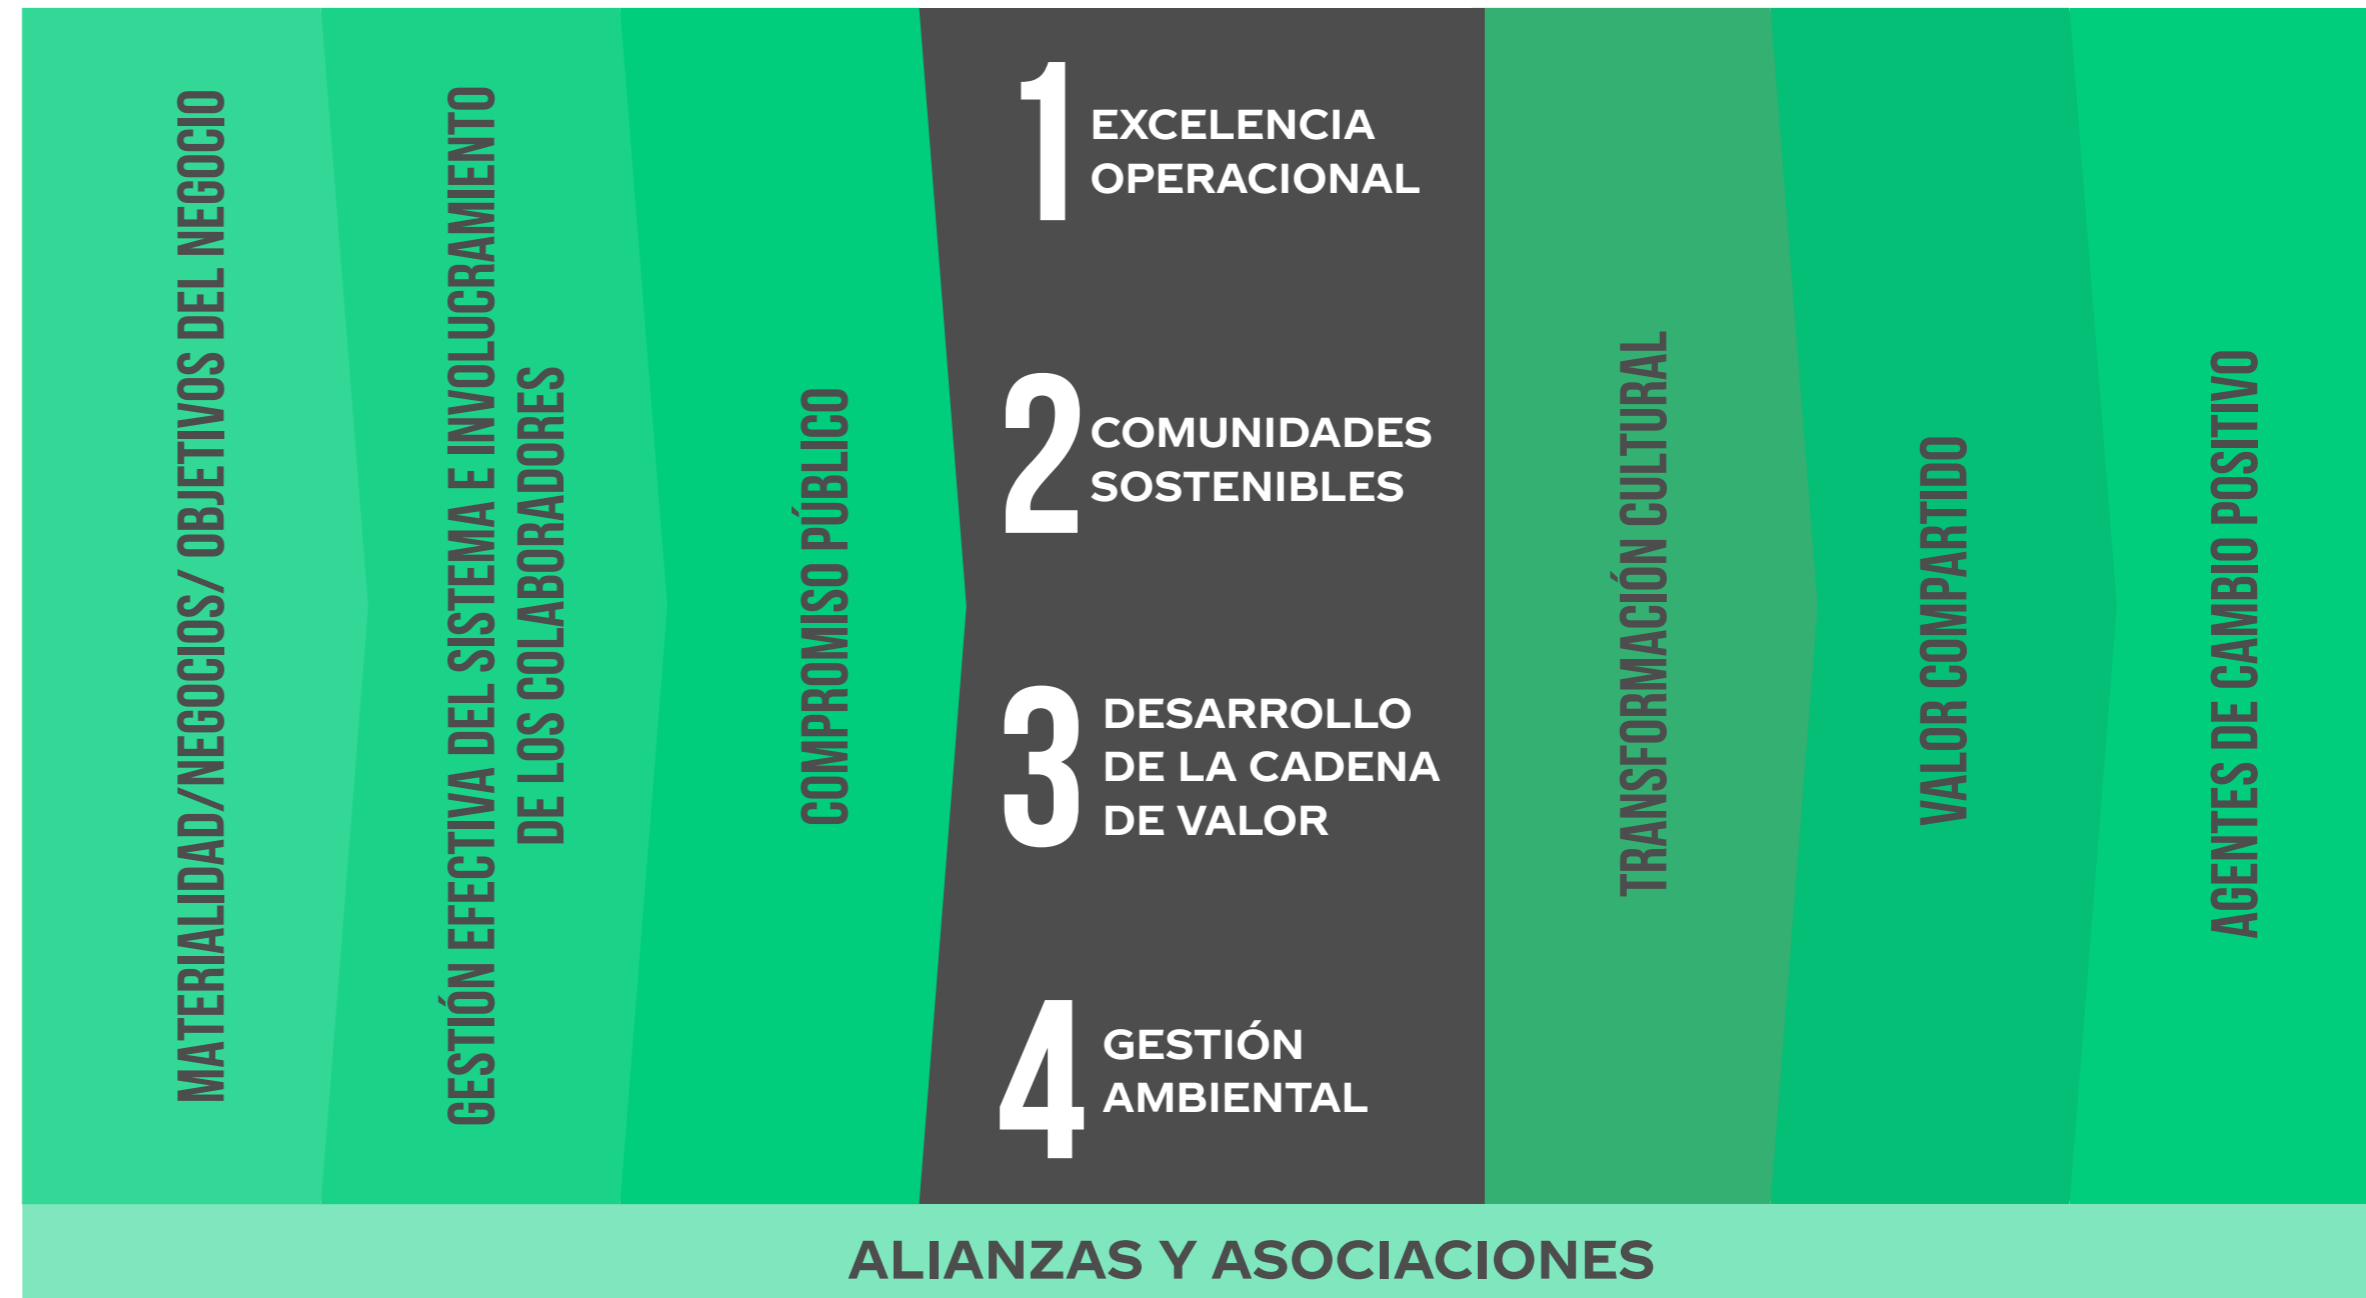 MATERIALIDAD/NEGOCIOS/ OBJETIVOS DEL NEGOCIO
GESTIÓN EFECTIVA DEL SISTEMA E INVOLUCRAMIENTO
DE LOS COLABORADORES
COMPROMISO PÚBLICO
1
EXCELENCIA
OPERACIONAL
2
COMUNIDADES
SOSTENIBLES
3
DESARROLLO
DE LA CADENA
DE VALOR
4
GESTIÓN
AMBIENTAL
TRANSFORMACIÓN CULTURAL
VALOR COMPARTIDO
AGENTES DE CAMBIO POSITIVO
ALIANZAS Y ASOCIACIONES